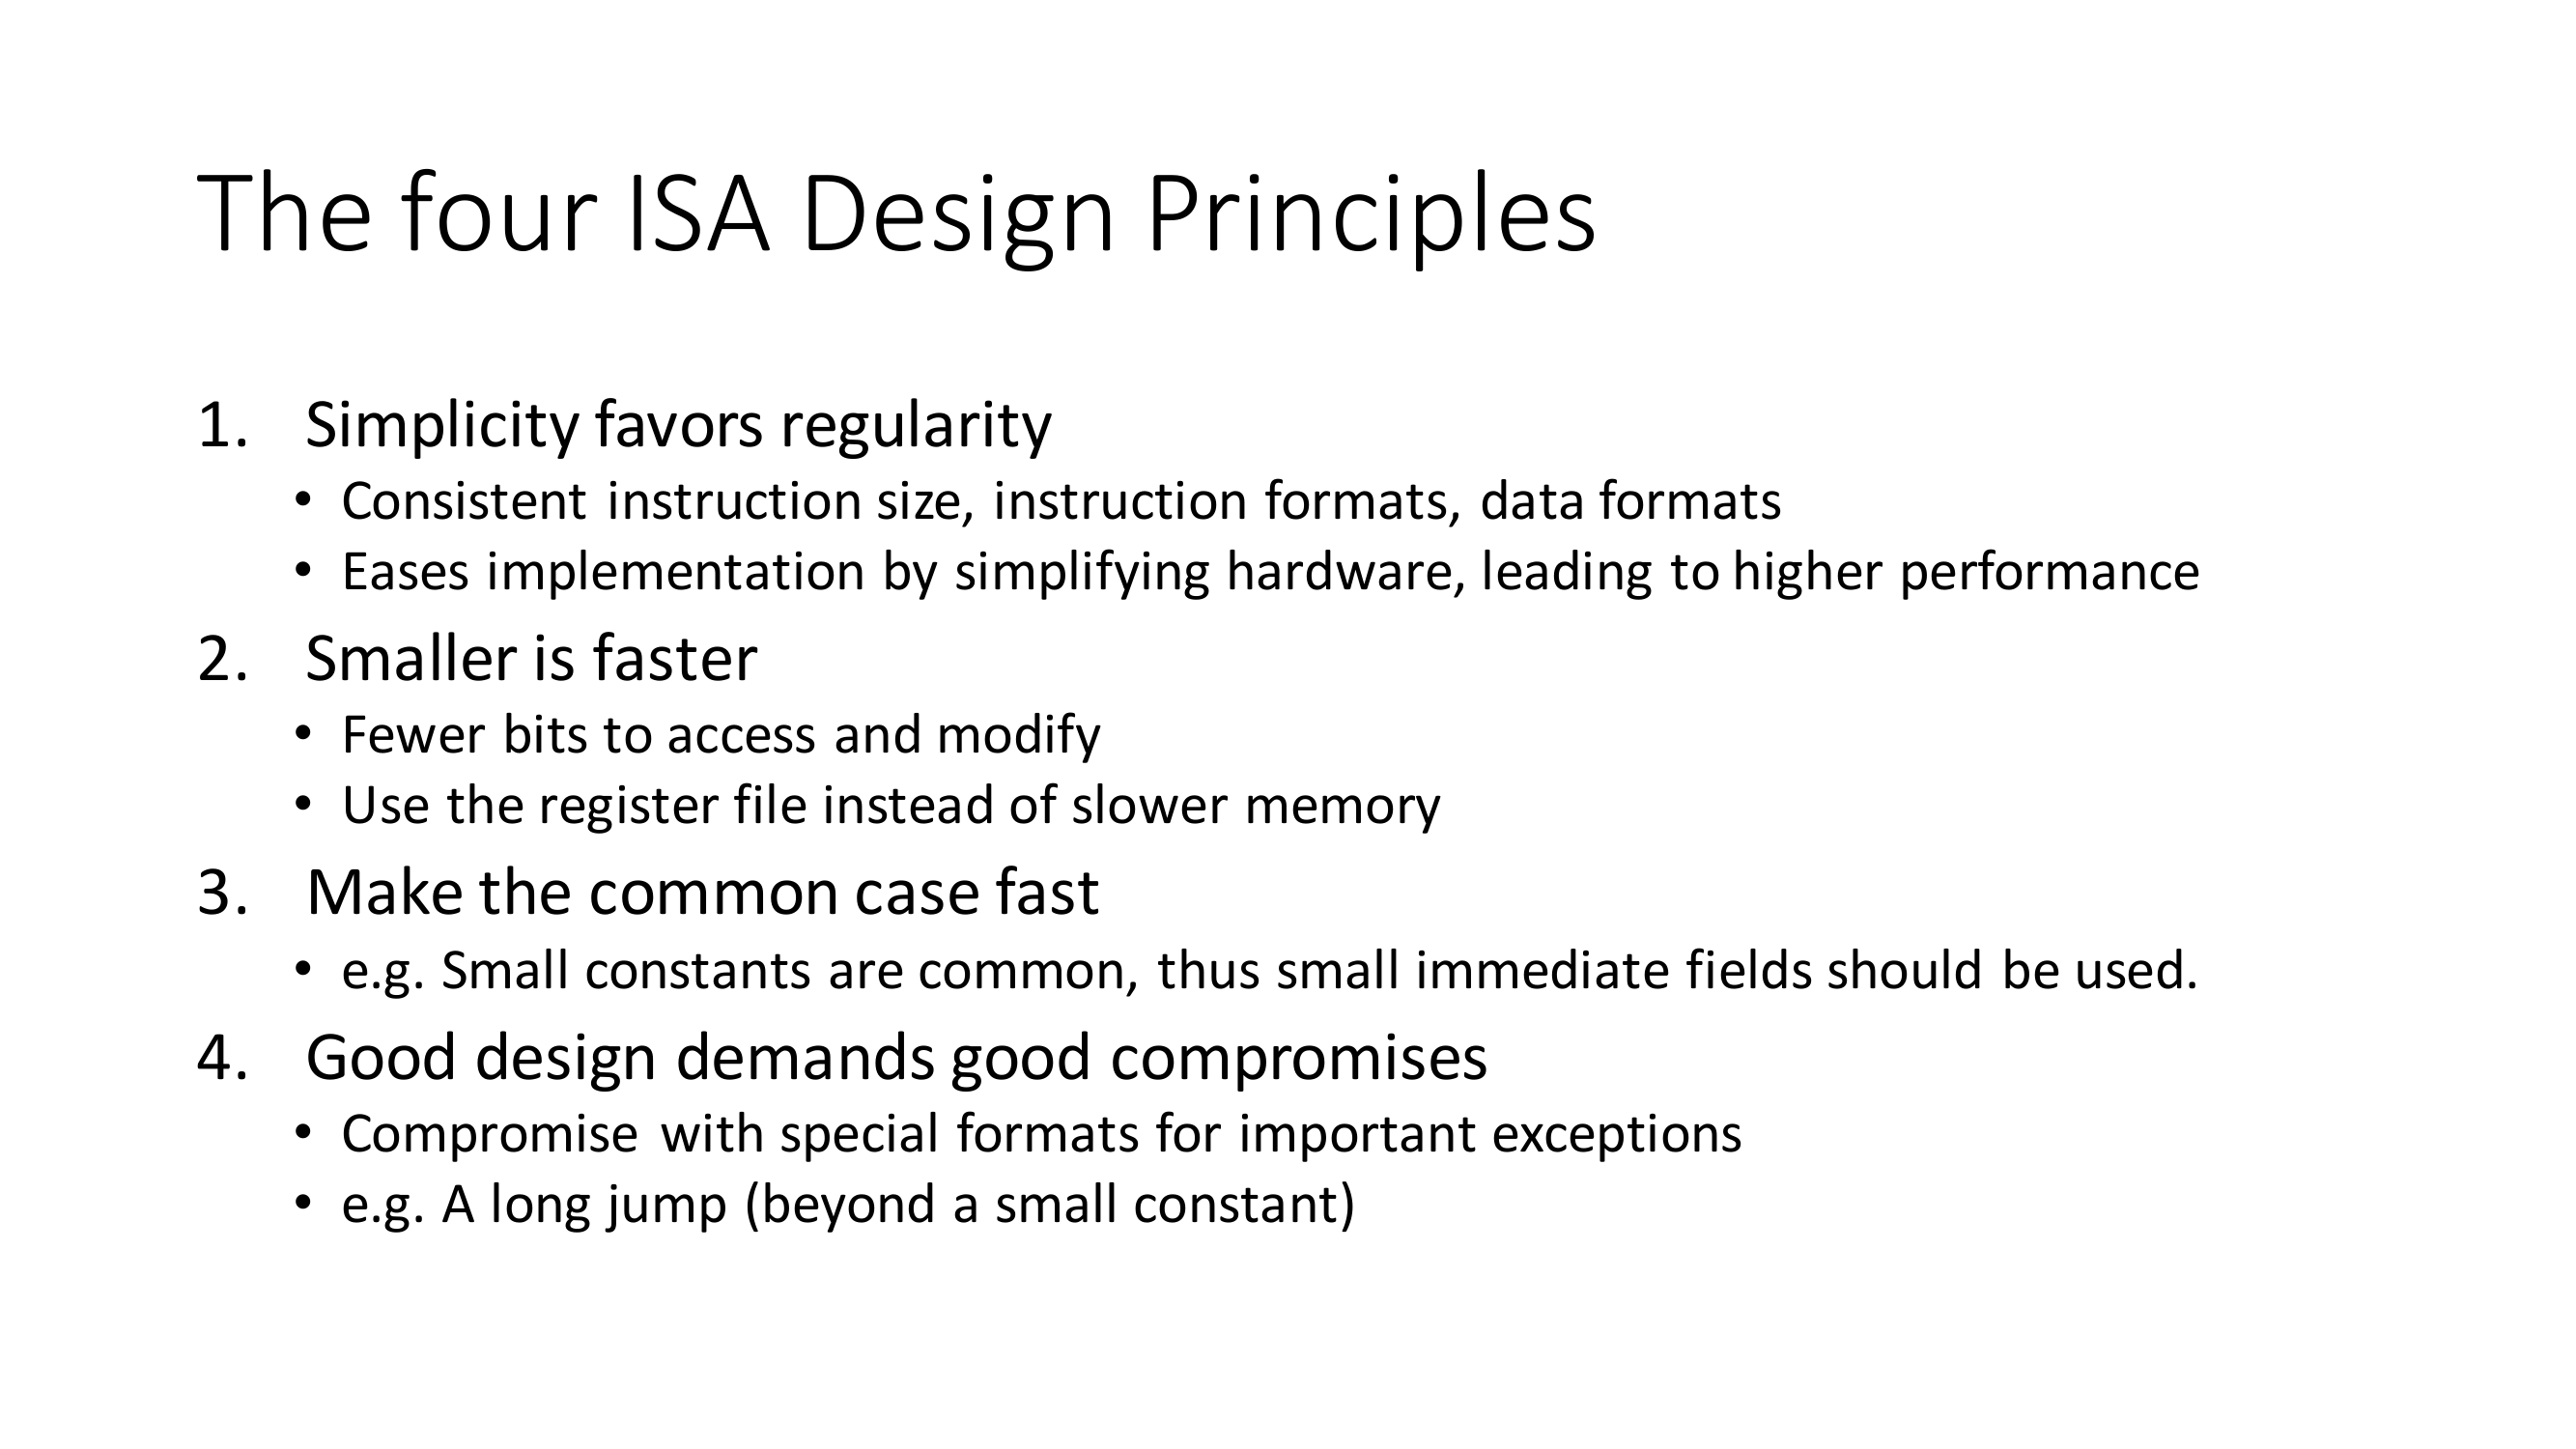 The four ISA Design Principles
1. Simplicity favors regularity
• Consistent instruction size, instruction formats, data formats
• Eases implementation by simplifying hardware, leading to higher performance
2. Smaller is faster
• Fewer bits to access and modify
• Use the register file instead of slower memory
3. Make the common case fast
• e.g. Small constants are common, thus small immediate fields should be used.
4. Good design demands good compromises
• Compromise with special formats for important exceptions
• e.g. A long jump (beyond a small constant)